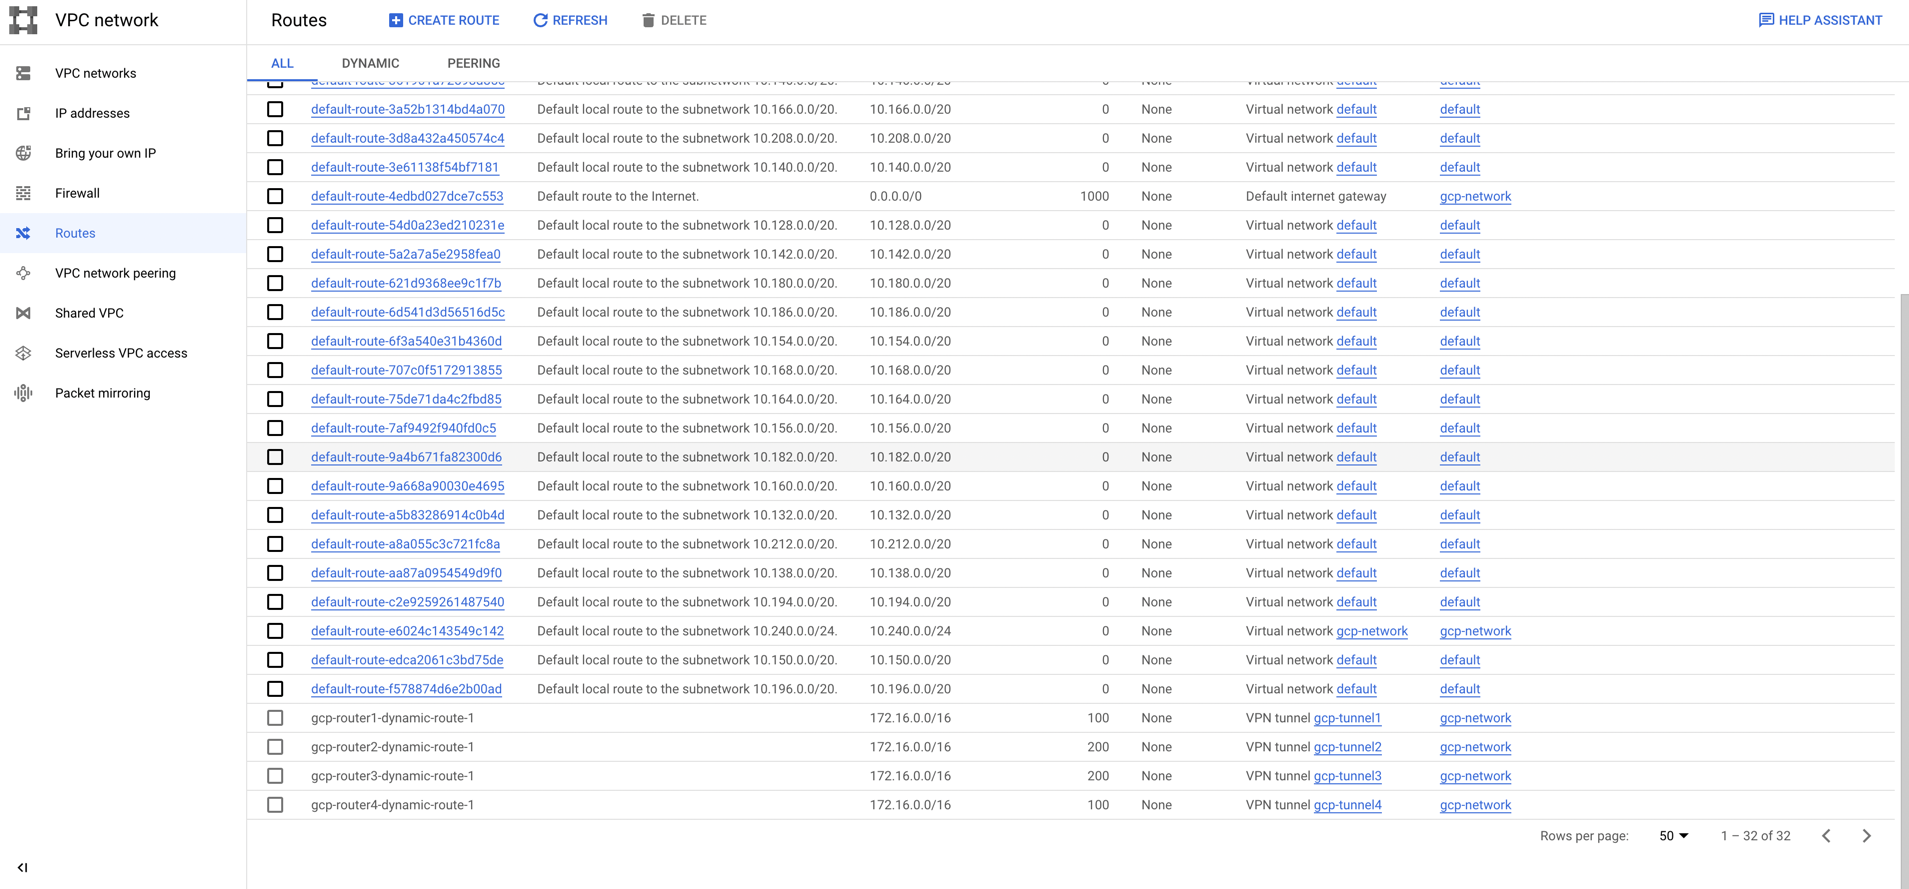 VPC network
Routes
CREATE ROUTE
REFRESH
DELETE
HELP ASSISTANT
VPC networks
IP addresses
Bring your own IP
Firewall
Routes
VPC network peering
Shared VPC
Serverless VPC access
Packet mirroring
ALL DYNAMIC PEERING
default-route-3a52b1314bd4a070 Default local route to the subnetwork 10.166.0.0/20. 10.166.0.0/20 0 None Virtual network default default
default-route-3d8a432a450574c4 Default local route to the subnetwork 10.208.0.0/20. 10.208.0.0/20 0 None Virtual network default default
default-route-3e61138f54bf7181 Default local route to the subnetwork 10.140.0.0/20. 10.140.0.0/20 0 None Virtual network default default
default-route-4edbd027dce7c553 Default route to the Internet. 0.0.0.0/0 1000 None Default internet gateway gcp-network
default-route-54d0a23ed210231e Default local route to the subnetwork 10.128.0.0/20. 10.128.0.0/20 0 None Virtual network default default
default-route-5a2a7a5e2958fea0 Default local route to the subnetwork 10.142.0.0/20. 10.142.0.0/20 0 None Virtual network default default
default-route-621d9368ee9c1f7b Default local route to the subnetwork 10.180.0.0/20. 10.180.0.0/20 0 None Virtual network default default
default-route-6d541d3d56516d5c Default local route to the subnetwork 10.186.0.0/20. 10.186.0.0/20 0 None Virtual network default default
default-route-6f3a540e31b4360d Default local route to the subnetwork 10.154.0.0/20. 10.154.0.0/20 0 None Virtual network default default
default-route-707c0f5172913855 Default local route to the subnetwork 10.168.0.0/20. 10.168.0.0/20 0 None Virtual network default default
default-route-75de71da4c2fbd85 Default local route to the subnetwork 10.164.0.0/20. 10.164.0.0/20 0 None Virtual network default default
default-route-7af9492f940fd0c5 Default local route to the subnetwork 10.156.0.0/20. 10.156.0.0/20 0 None Virtual network default default
default-route-9a4b671fa82300d6 Default local route to the subnetwork 10.182.0.0/20. 10.182.0.0/20 0 None Virtual network default default
default-route-9a668a90030e4695 Default local route to the subnetwork 10.160.0.0/20. 10.160.0.0/20 0 None Virtual network default default
default-route-a5b83286914c0b4d Default local route to the subnetwork 10.132.0.0/20. 10.132.0.0/20 0 None Virtual network default default
default-route-a8a055c3c721fc8a Default local route to the subnetwork 10.212.0.0/20. 10.212.0.0/20 0 None Virtual network default default
default-route-aa87a0954549d9f0 Default local route to the subnetwork 10.138.0.0/20. 10.138.0.0/20 0 None Virtual network default default
default-route-c2e9259261487540 Default local route to the subnetwork 10.194.0.0/20. 10.194.0.0/20 0 None Virtual network default default
default-route-e6024c143549c142 Default local route to the subnetwork 10.240.0.0/24. 10.240.0.0/24 0 None Virtual network gcp-network gcp-network
default-route-edca2061c3bd75de Default local route to the subnetwork 10.150.0.0/20. 10.150.0.0/20 0 None Virtual network default default
default-route-f578874d6e2b00ad Default local route to the subnetwork 10.196.0.0/20. 10.196.0.0/20 0 None Virtual network default default
gcp-router1-dynamic-route-1 172.16.0.0/16 100 None VPN tunnel gcp-tunnel1 gcp-network
gcp-router2-dynamic-route-1 172.16.0.0/16 200 None VPN tunnel gcp-tunnel2 gcp-network
gcp-router3-dynamic-route-1 172.16.0.0/16 200 None VPN tunnel gcp-tunnel3 gcp-network
gcp-router4-dynamic-route-1 172.16.0.0/16 100 None VPN tunnel gcp-tunnel4 gcp-network
Rows per page: 50 1 – 32 of 32